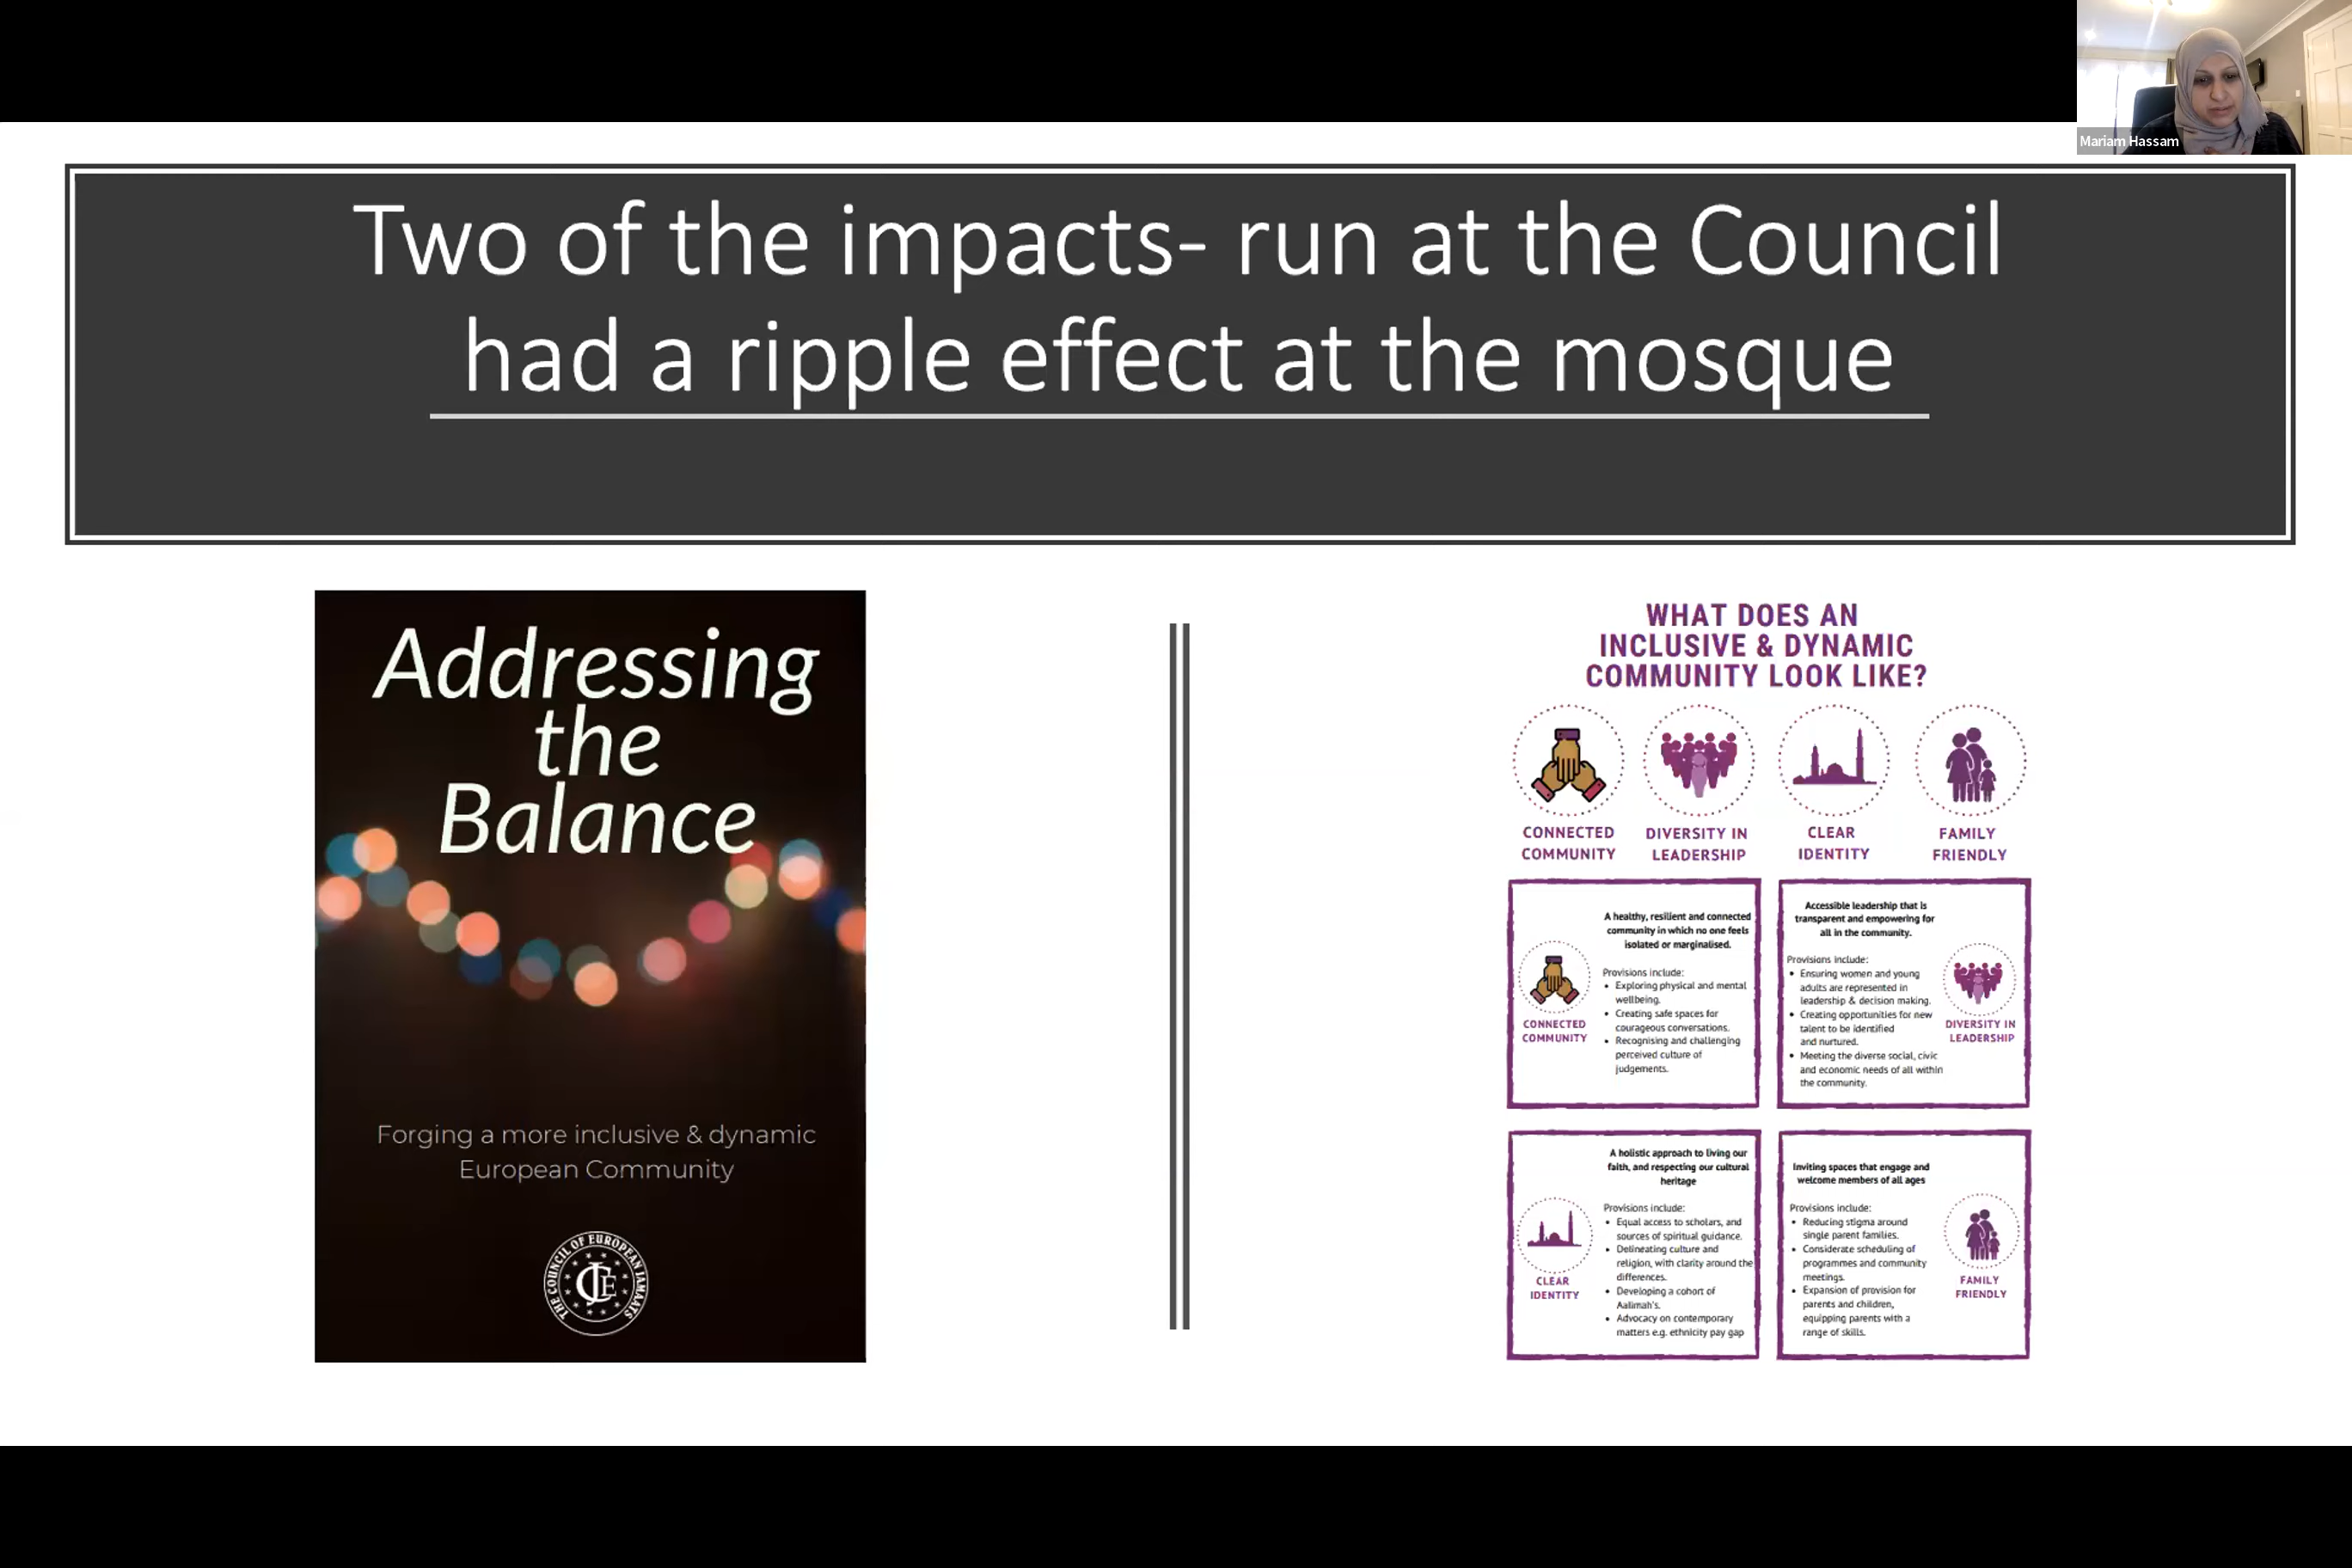 Mariam Hassam
Two of the impacts- run at the Council
had a ripple effect at the mosque
Addressing
the
Balance
Forging a more inclusive & dynamic
European Community
THE COUNCIL OF EUROPEAN JAMAATS
CEJ
WHAT DOES AN
INCLUSIVE & DYNAMIC
COMMUNITY LOOK LIKE?
CONNECTED
COMMUNITY
DIVERSITY IN
LEADERSHIP
CLEAR
IDENTITY
FAMILY
FRIENDLY
A healthy, resilient and connected
community in which no one feels
isolated or marginalised.
Provisions include:
• Exploring physical and mental
wellbeing.
• Creating safe spaces for
courageous conversations.
• Recognising and challenging
perceived culture of
judgements.
CONNECTED
COMMUNITY
Accessible leadership that is
transparent and empowering for
all in the community.
Provisions include:
• Ensuring women and young
adults are represented in
leadership & decision making.
• Creating opportunities for new
talent to be identified
and nurtured.
• Meeting the diverse social, civic
and economic needs of all within
the community.
DIVERSITY IN
LEADERSHIP
A holistic approach to living our
faith, and respecting our cultural
heritage
Provisions include:
• Equal access to scholars, and
sources of spiritual guidance.
• Delineating culture and
religion, with clarity around the
differences.
• Developing a cohort of
Aalimah's.
• Advocacy on contemporary
matters e.g. ethnicity pay gap
CLEAR
IDENTITY
Inviting spaces that engage and
welcome members of all ages
Provisions include:
• Reducing stigma around
single parent families.
• Considerate scheduling of
programmes and community
meetings.
• Expansion of provision for
parents and children,
equipping parents with a
range of skills.
FAMILY
FRIENDLY